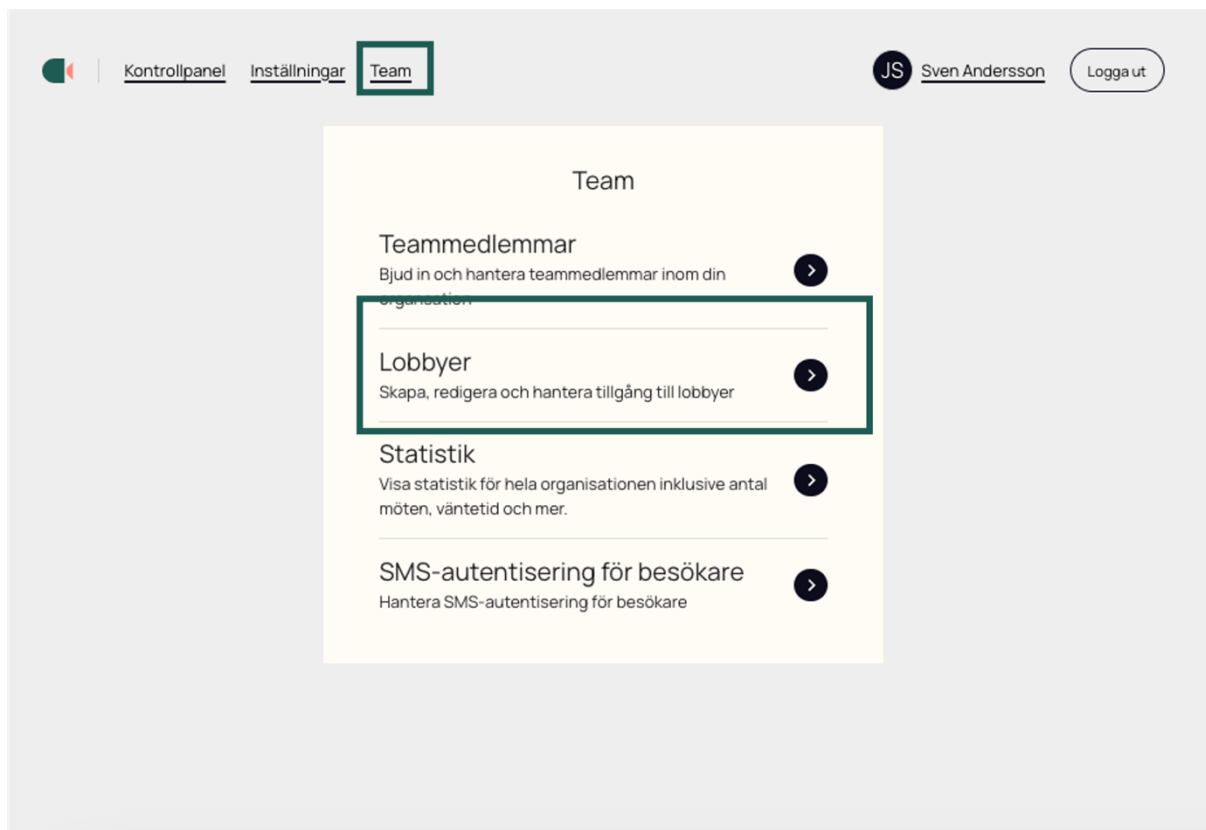 Kontrollpanel Inställningar Team JS Sven Andersson Logga ut
Team
Teammedlemmar
Bjud in och hantera teammedlemmar inom din
organsation
Lobbyer
Skapa, redigera och hantera tillgång till lobbyer
Statistik
Visa statistik för hela organisationen inklusive antal
möten, väntetid och mer.
SMS-autentisering för besökare
Hantera SMS-autentisering för besökare